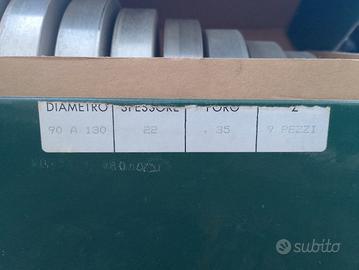 DIAMETRO SPESSORE FORO Z
90 A 130 22 . 35 9 PEZZI
subito